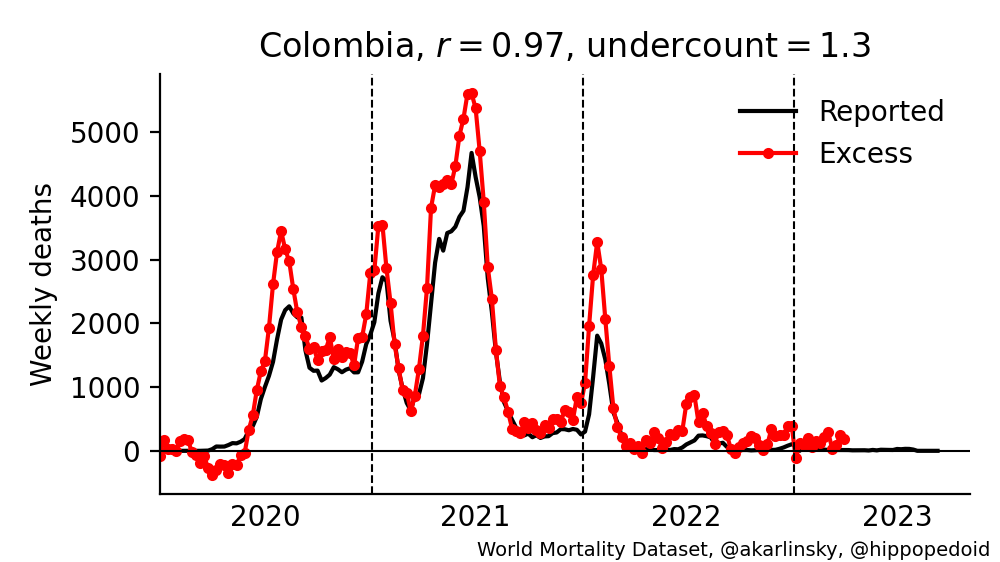 Colombia, r = 0.97, undercount = 1.3
Weekly deaths
5000
4000
3000
2000
1000
0
Reported
Excess
2020 2021 2022 2023
World Mortality Dataset, @akarlinsky, @hippopedoid